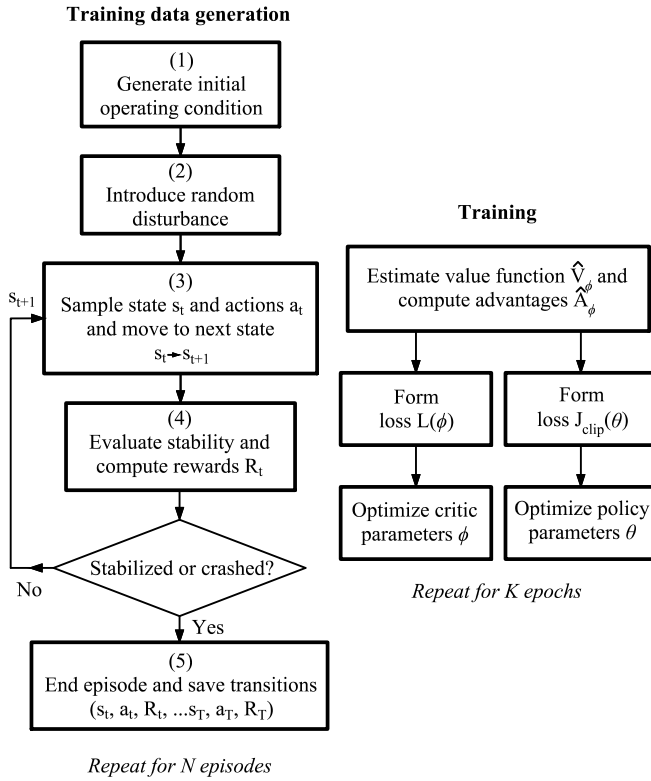 Training data generation
(1)
Generate initial
operating condition
(2)
Introduce random
disturbance
(3)
Sample state s_t and actions a_t
and move to next state
s_t → s_{t+1}
s_{t+1}
(4)
Evaluate stability and
compute rewards R_t
Stabilized or crashed?
No
Yes
(5)
End episode and save transitions
(s_t, a_t, R_t, ...s_T, a_T, R_T)
Repeat for N episodes
Training
Estimate value function V̂_ϕ and
compute advantages Â_ϕ
Form
loss L(ϕ)
Form
loss J_clip(θ)
Optimize critic
parameters ϕ
Optimize policy
parameters θ
Repeat for K epochs